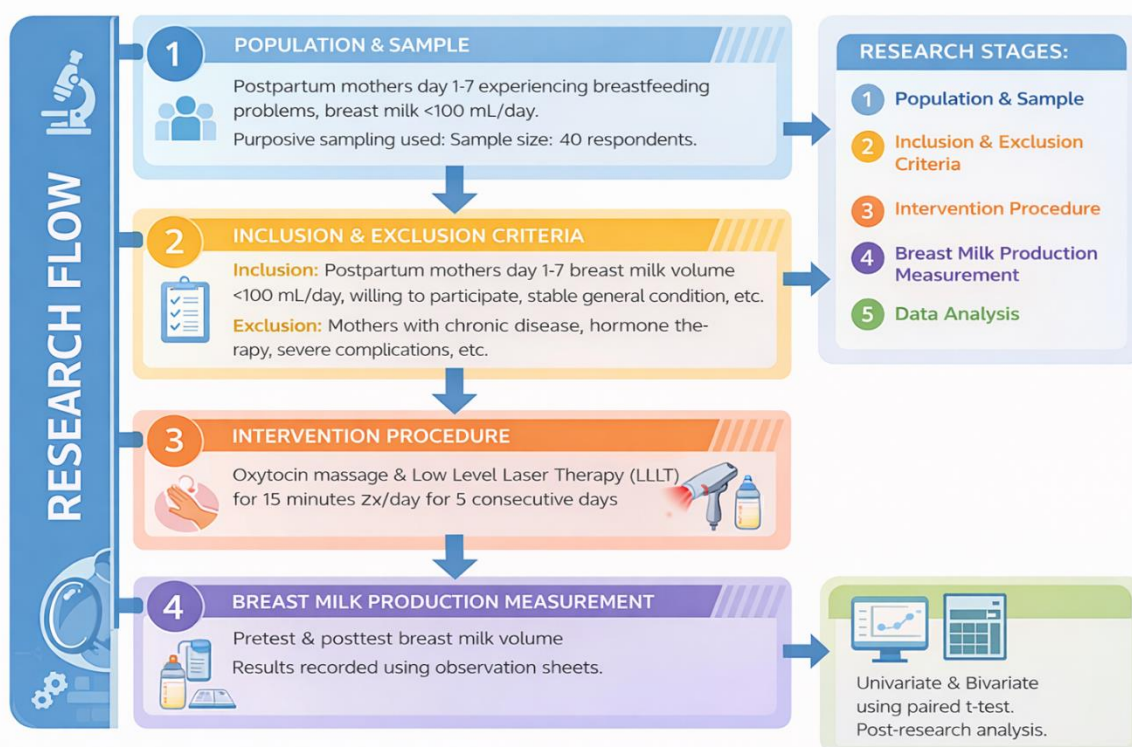 RESEARCH FLOW
1
POPULATION & SAMPLE
Postpartum mothers day 1-7 experiencing breastfeeding
problems, breast milk <100 mL/day.
Purposive sampling used: Sample size: 40 respondents.
2
INCLUSION & EXCLUSION CRITERIA
Inclusion: Postpartum mothers day 1-7 breast milk volume
<100 mL/day, willing to participate, stable general condition, etc.
Exclusion: Mothers with chronic disease, hormone the-
rapy, severe complications, etc.
3
INTERVENTION PROCEDURE
Oxytocin massage & Low Level Laser Therapy (LLLT)
for 15 minutes zx/day for 5 consecutive days
4
BREAST MILK PRODUCTION MEASUREMENT
Pretest & posttest breast milk volume
Results recorded using observation sheets.
RESEARCH STAGES:
1 Population & Sample
2 Inclusion & Exclusion
Criteria
3 Intervention Procedure
4 Breast Milk Production
Measurement
5 Data Analysis
Univariate & Bivariate
using paired t-test.
Post-research analysis.